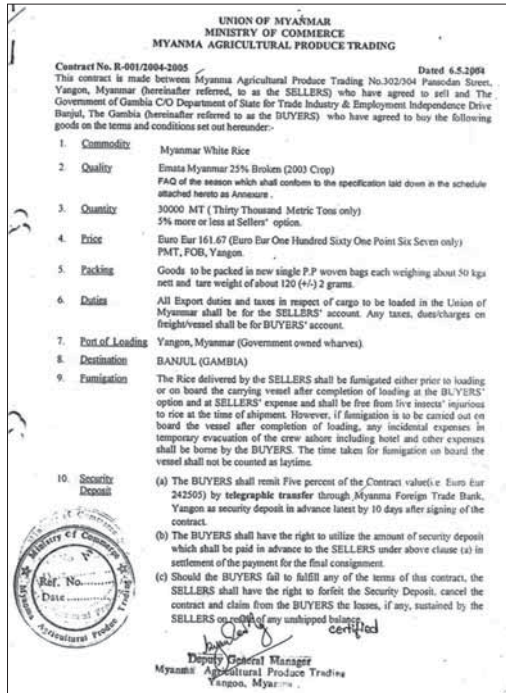 UNION OF MYANMAR
MINISTRY OF COMMERCE
MYANMA AGRICULTURAL PRODUCE TRADING
Contract No. R-001/2004-2005 Dated 6.5.2004
This contract is made between Myanma Agricultural Produce Trading No.302/304 Pansodan Street,
Yangon, Myanmar (hereinafter referred, to as the SELLERS) who have agreed to sell and The
Government of Gambia C/O Department of State for Trade Industry & Employment Independence Drive
Banjul, The Gambia (hereinafter referred to as the BUYERS) who have agreed to buy the following
goods on the terms and conditions set out hereunder:-
1. Commodity Myanmar White Rice
2. Quality Emata Myanmar 25% Broken (2003 Crop)
FAQ of the season which shall conform to the specification laid down in the schedule
attached hereto as Annexure .
3. Quantity 30000 MT ( Thirty Thousand Metric Tons only)
5% more or less at Sellers' option.
4. Price Euro Eur 161.67 (Euro Eur One Hundred Sixty One Point Six Seven only)
PMT, FOB, Yangon.
5. Packing Goods to be packed in new single P.P woven bags each weighing about 50 kgs
nett and tare weight of about 120 (+/-) 2 grams.
6. Duties All Export duties and taxes in respect of cargo to be loaded in the Union of
Myanmar shall be for the SELLERS' account. Any taxes, dues/charges on
freight/vessel shall be for BUYERS' account.
7. Port of Loading Yangon, Myanmar (Government owned wharves).
8. Destination BANJUL (GAMBIA)
9. Fumigation The Rice delivered by the SELLERS shall be fumigated either prior to loading
or on board the carrying vessel after completion of loading at the BUYERS'
option and at SELLERS' expense and shall be free from live insects' injurious
to rice at the time of shipment. However, if fumigation is to be carried out on
board the vessel after completion of loading, any incidental expenses in
temporary evacuation of the crew ashore including hotel and other expenses
shall be borne by the BUYERS. The time taken for fumigation on board the
vessel shall not be counted as laytime.
10. Security Deposit (a) The BUYERS shall remit Five percent of the Contract value(i.e Euro Eur
242505) by telegraphic transfer through Myanma Foreign Trade Bank,
Yangon as security deposit in advance latest by 10 days after signing of the
contract.
(b) The BUYERS shall have the right to utilize the amount of security deposit
which shall be paid in advance to the SELLERS under above clause (a) in
settlement of the payment for the final consignment.
(c) Should the BUYERS fail to fulfill any of the terms of this contract, the
SELLERS shall have the right to forfeit the Security Deposit, cancel the
contract and claim from the BUYERS the losses, if any, sustained by the
SELLERS on result of any unshipped balance.
certified
Deputy General Manager
Myanma Agricultural Produce Trading
Yangon, Myanma
Ministry of Commerce
Ref. No.
Date
Myanma Agricultural Produce Trading